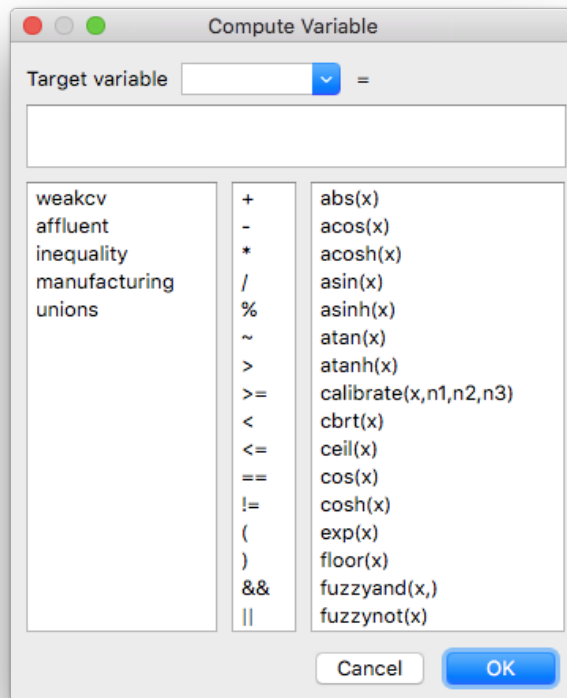 Compute Variable
Target variable =
weakcv
affluent
inequality
manufacturing
unions
+
-
*
/
%
~
>
>=
<
<=
==
!=
(
)
&&
||
abs(x)
acos(x)
acosh(x)
asin(x)
asinh(x)
atan(x)
atanh(x)
calibrate(x,n1,n2,n3)
cbrt(x)
ceil(x)
cos(x)
cosh(x)
exp(x)
floor(x)
fuzzyand(x,)
fuzzynot(x)
Cancel OK